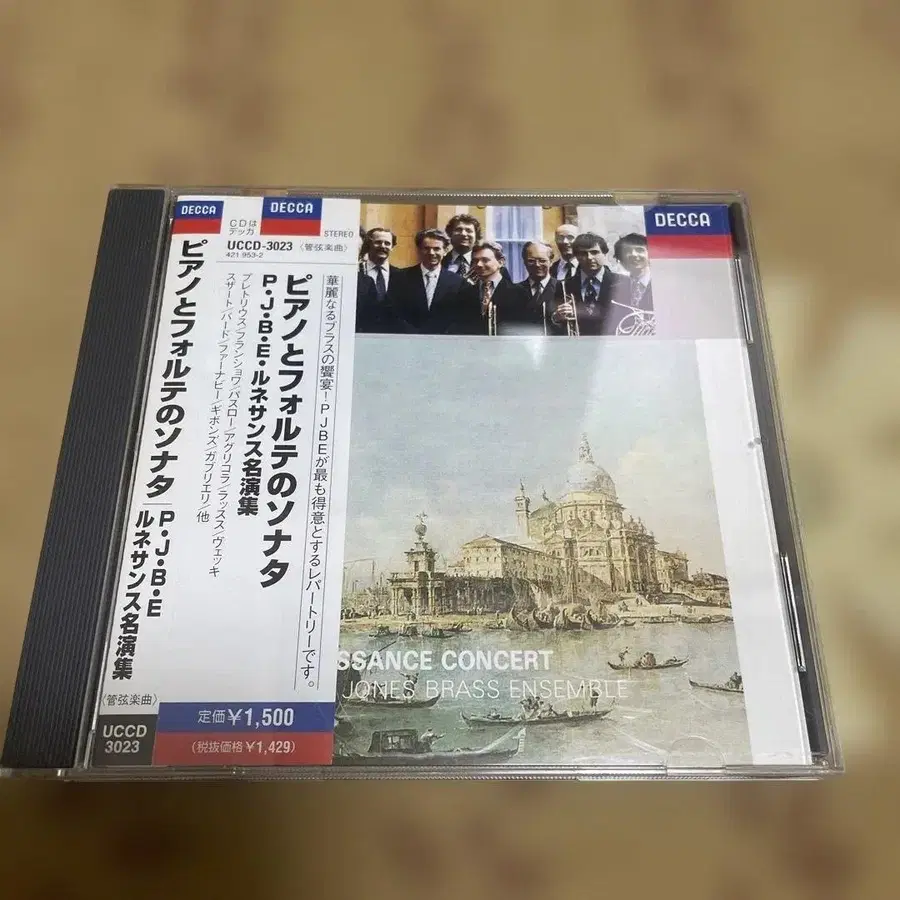 DECCA
ピアノとフォルテのソナタ
P・J・B・E
ルネサンス名演集
〈管弦楽曲〉
UCCD
3023
CDは
デッカ
DECCA
STEREO
UCCD-3023〈管弦楽曲〉
421 953-2
華麗なるブラスの饗宴!PJBEが最も得意とするレパートリーです。
ピアノとフォルテのソナタ
P・J・B・E・ルネサンス名演集
プレトリウス/フランショワ/パスロー/アグリコラ/ラッスス/ヴェッキ
スザート/バード/ファーナビー/ギボンズ/ガブリエリ/他
定価¥1,500
(税抜価格¥1,429)
DECCA
SSANCE CONCERT
JONES BRASS ENSEMBLE